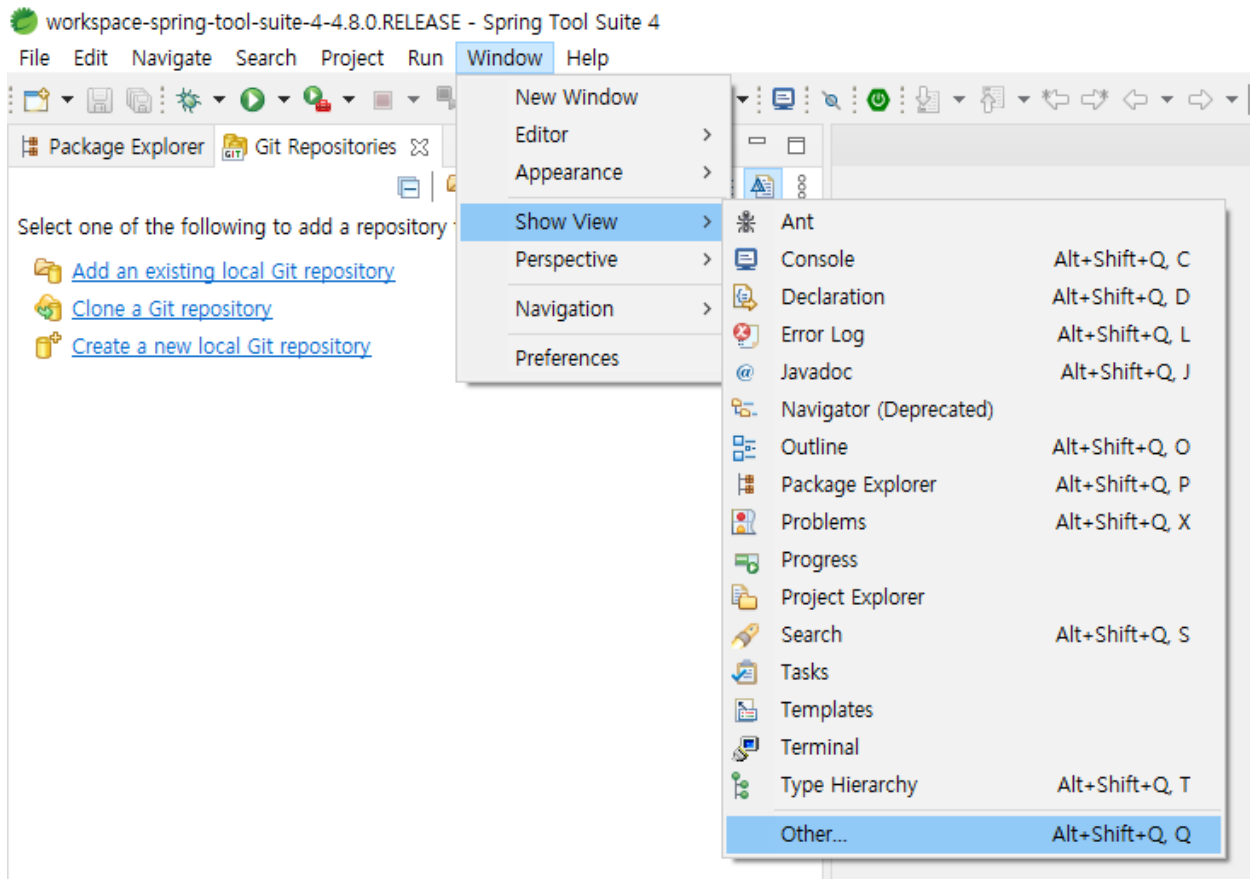 workspace-spring-tool-suite-4-4.8.0.RELEASE - Spring Tool Suite 4
File Edit Navigate Search Project Run Window Help
Package Explorer Git Repositories
Select one of the following to add a repository
Add an existing local Git repository
Clone a Git repository
Create a new local Git repository
New Window
Editor
Appearance
Show View
Perspective
Navigation
Preferences
Ant
Console Alt+Shift+Q, C
Declaration Alt+Shift+Q, D
Error Log Alt+Shift+Q, L
Javadoc Alt+Shift+Q, J
Navigator (Deprecated)
Outline Alt+Shift+Q, O
Package Explorer Alt+Shift+Q, P
Problems Alt+Shift+Q, X
Progress
Project Explorer
Search Alt+Shift+Q, S
Tasks
Templates
Terminal
Type Hierarchy Alt+Shift+Q, T
Other... Alt+Shift+Q, Q